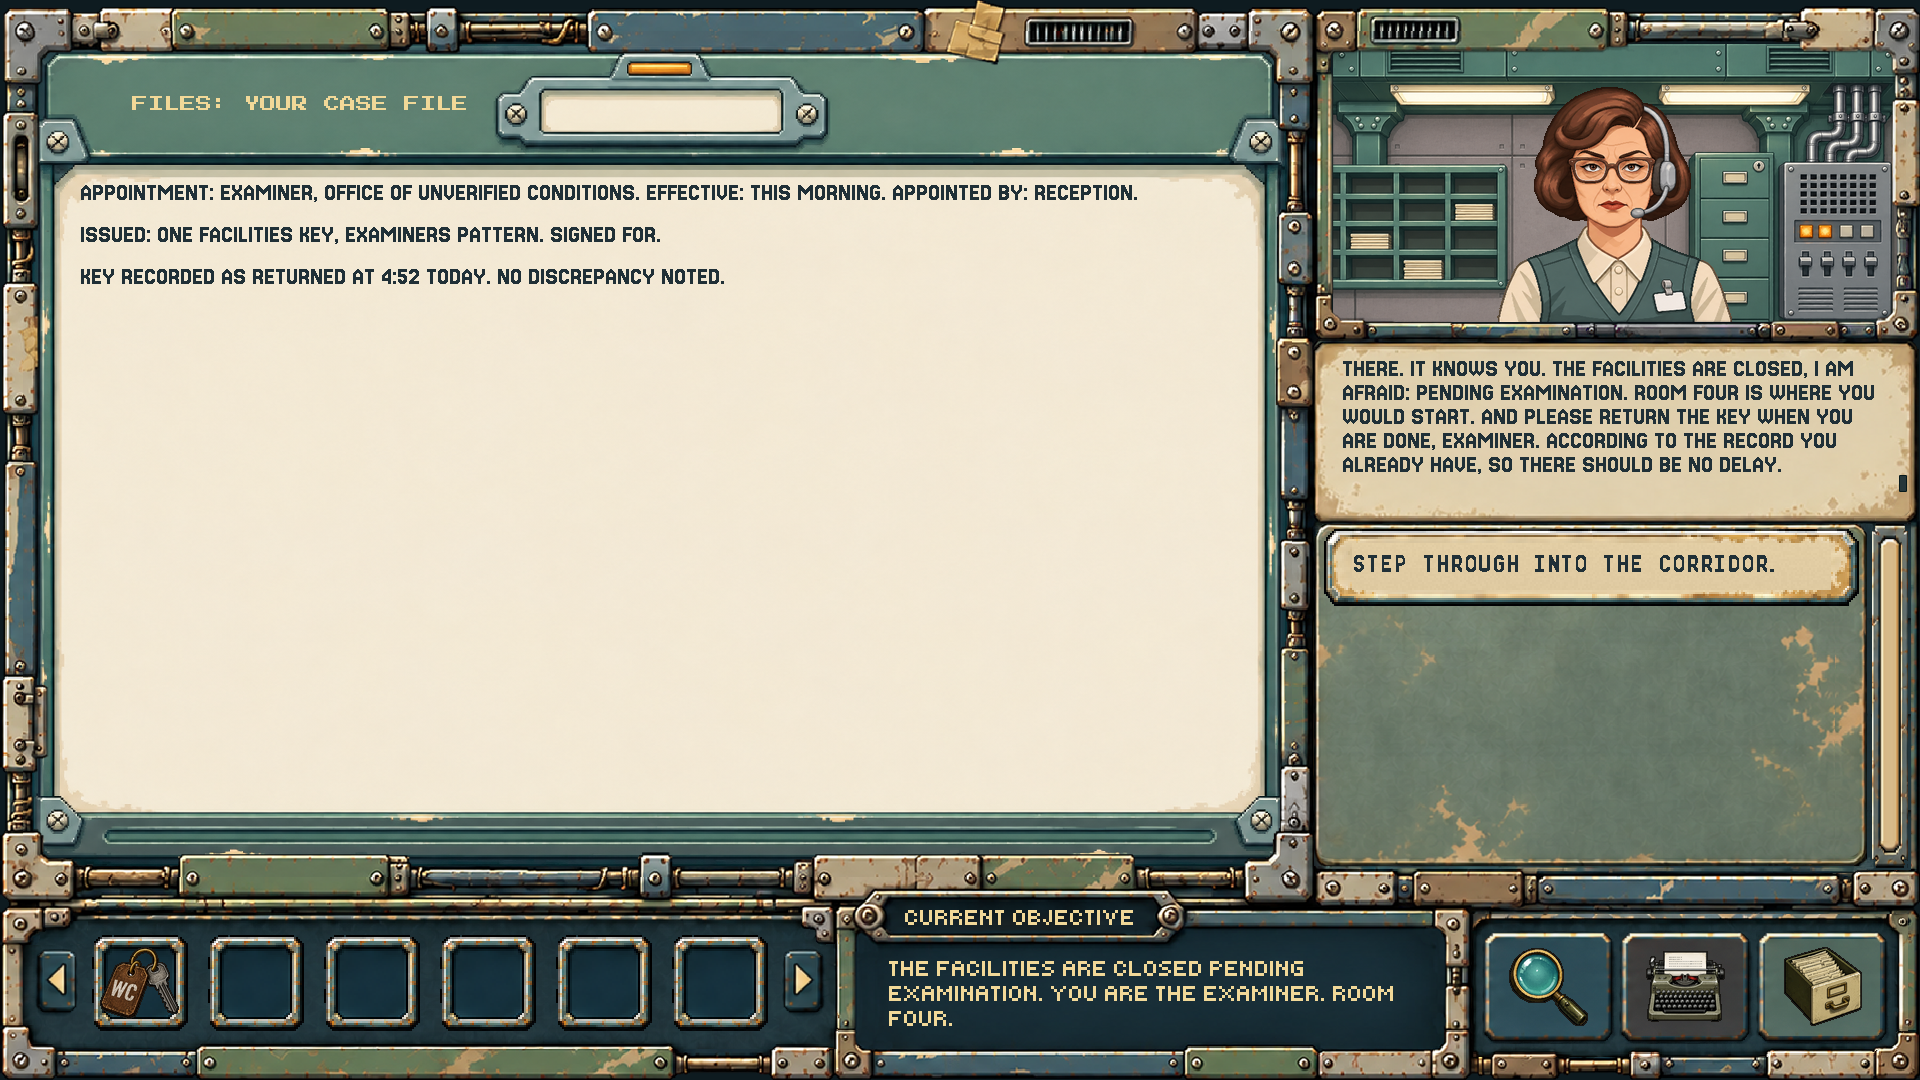 FILES: YOUR CASE FILE
APPOINTMENT: EXAMINER, OFFICE OF UNVERIFIED CONDITIONS. EFFECTIVE: THIS MORNING. APPOINTED BY: RECEPTION.
ISSUED: ONE FACILITIES KEY, EXAMINERS PATTERN. SIGNED FOR.
KEY RECORDED AS RETURNED AT 4:52 TODAY. NO DISCREPANCY NOTED.
THERE. IT KNOWS YOU. THE FACILITIES ARE CLOSED, I AM
AFRAID: PENDING EXAMINATION. ROOM FOUR IS WHERE YOU
WOULD START. AND PLEASE RETURN THE KEY WHEN YOU
ARE DONE, EXAMINER. ACCORDING TO THE RECORD YOU
ALREADY HAVE, SO THERE SHOULD BE NO DELAY.
STEP THROUGH INTO THE CORRIDOR.
WC
CURRENT OBJECTIVE
THE FACILITIES ARE CLOSED PENDING
EXAMINATION. YOU ARE THE EXAMINER. ROOM
FOUR.